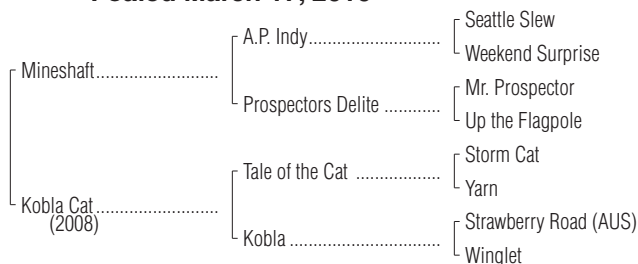 Foaled March 17,
Seattle Slew
A.P. Indy
Weekend Surprise
Mineshaft
Mr. Prospector
Prospectors Delite
Up the Flagpole
Storm Cat
Tale of the Cat
Yarn
Kobla Cat
(2008)
Strawberry Road (AUS)
Kobla
Winglet